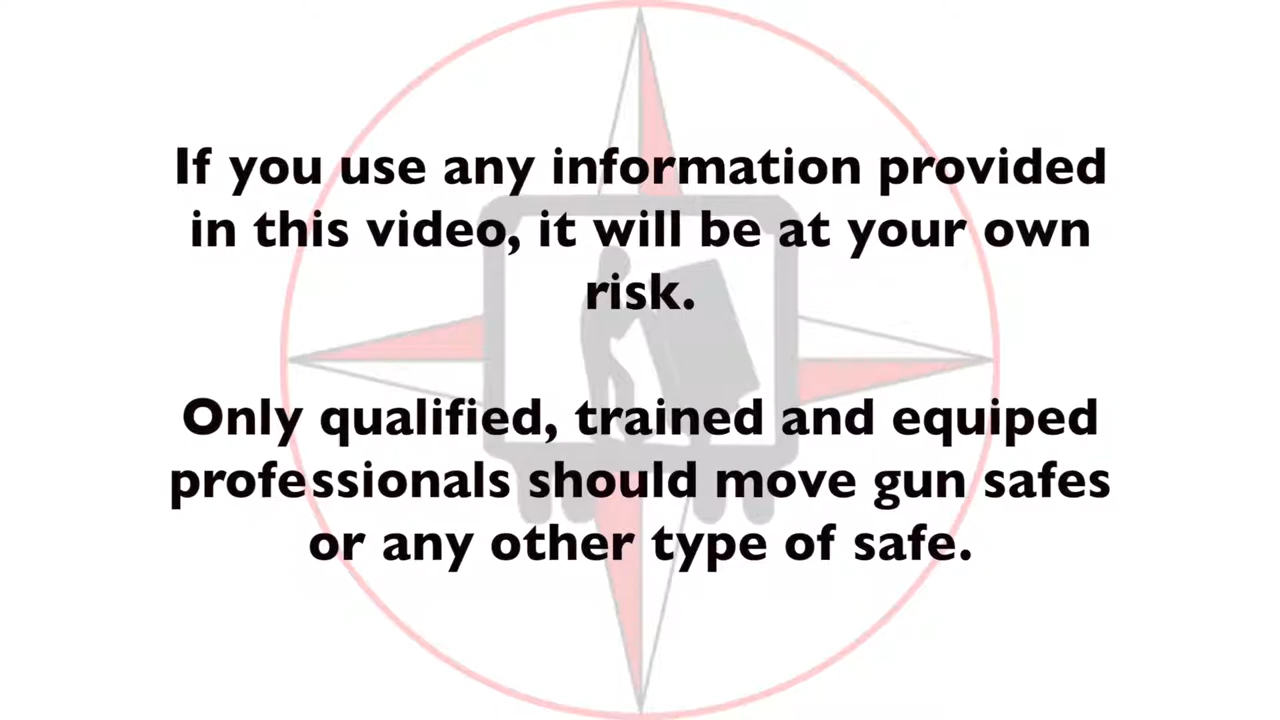 If you use any information provided
in this video, it will be at your own
risk.
Only qualified, trained and equiped
professionals should move gun safes
or any other type of safe.